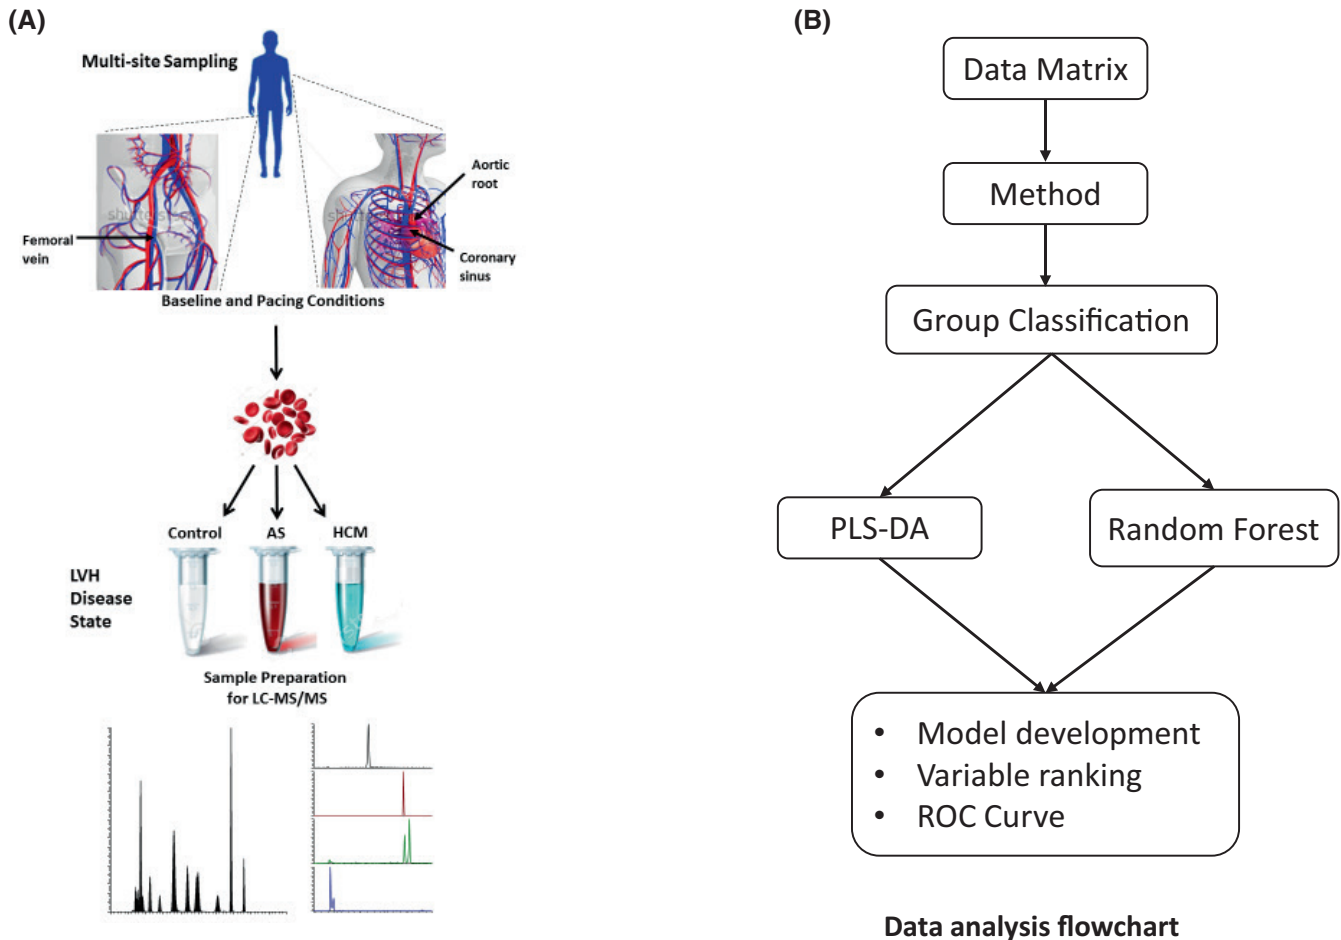 (A)
Multi-site Sampling
Aortic
root
Femoral
vein
Coronary
sinus
Baseline and Pacing Conditions
Control AS HCM
LVH
Disease
State
Sample Preparation
for LC-MS/MS
(B)
Data Matrix
Method
Group Classification
PLS-DA
Random Forest
• Model development
• Variable ranking
• ROC Curve
Data analysis flowchart